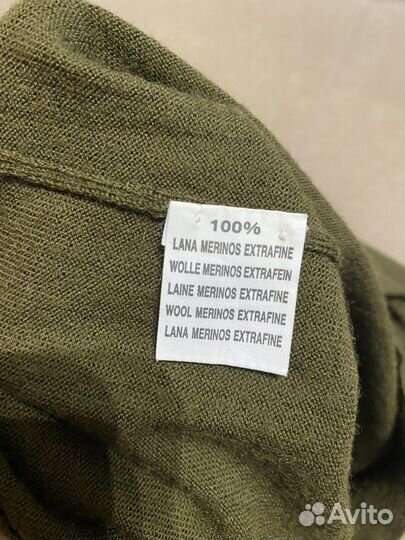 100%
LANA MERINOS EXTRAFINE
WOLLE MERINOS EXTRAFEIN
LAINE MERINOS EXTRAFINE
WOOL MERINOS EXTRAFINE
LANA MERINOS EXTRAFINE
Avito